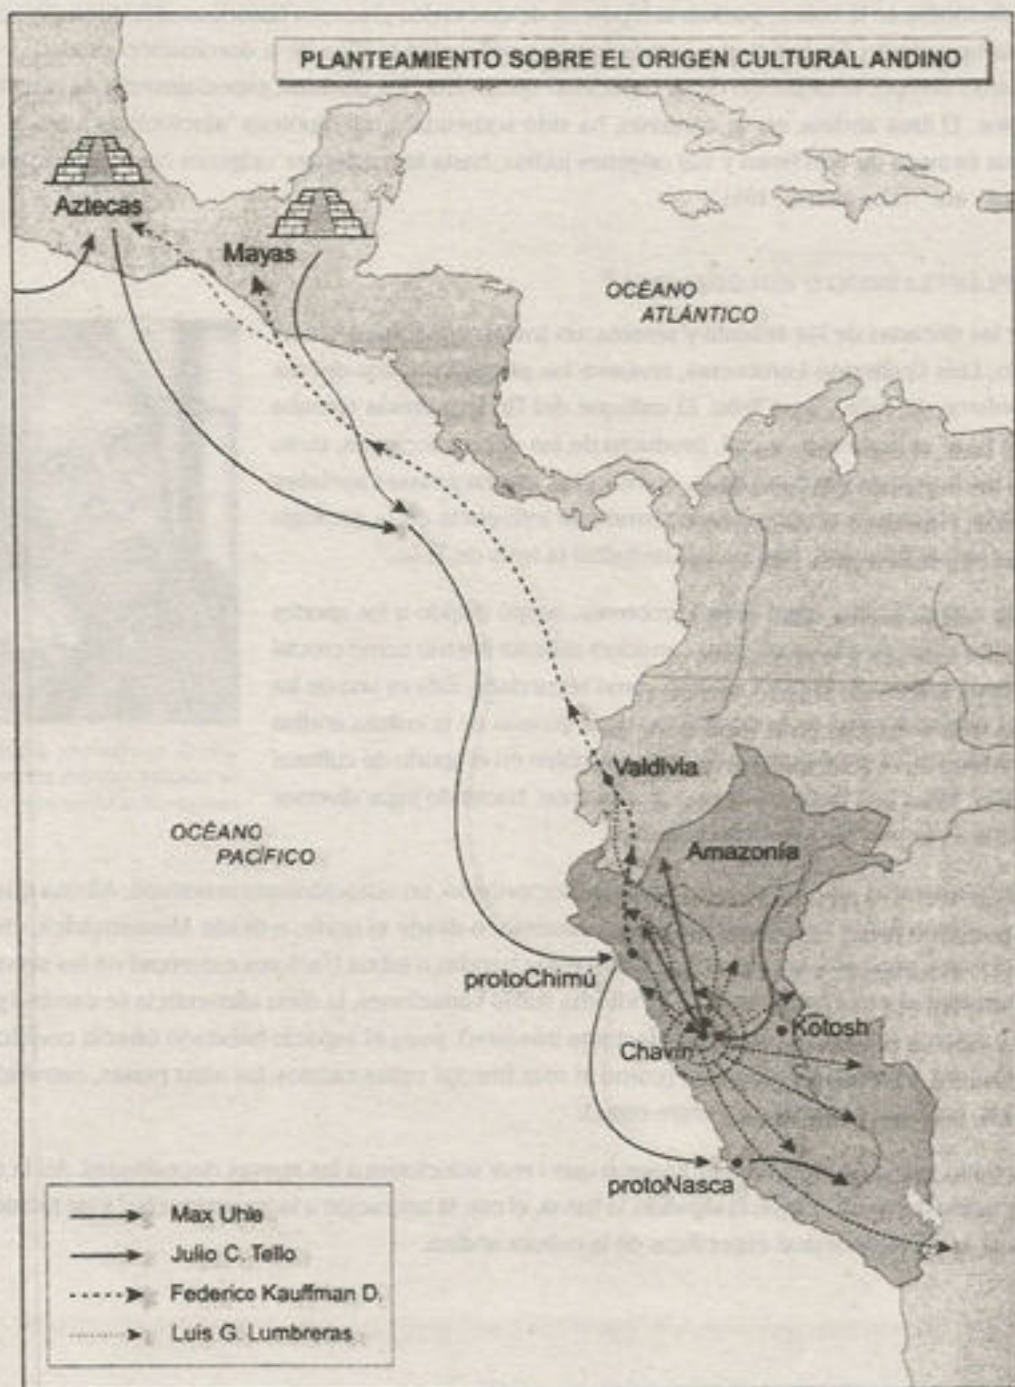 PLANTEAMIENTO SOBRE EL ORIGEN CULTURAL ANDINO
Aztecas
Mayas
OCÉANO
ATLÁNTICO
Valdivia
OCÉANO
PACÍFICO
Amazonía
protoChimú
Kotosh
Chavín
protoNasca
Max Uhle
Julio C. Tello
Federico Kauffman D.
Luis G. Lumbreras